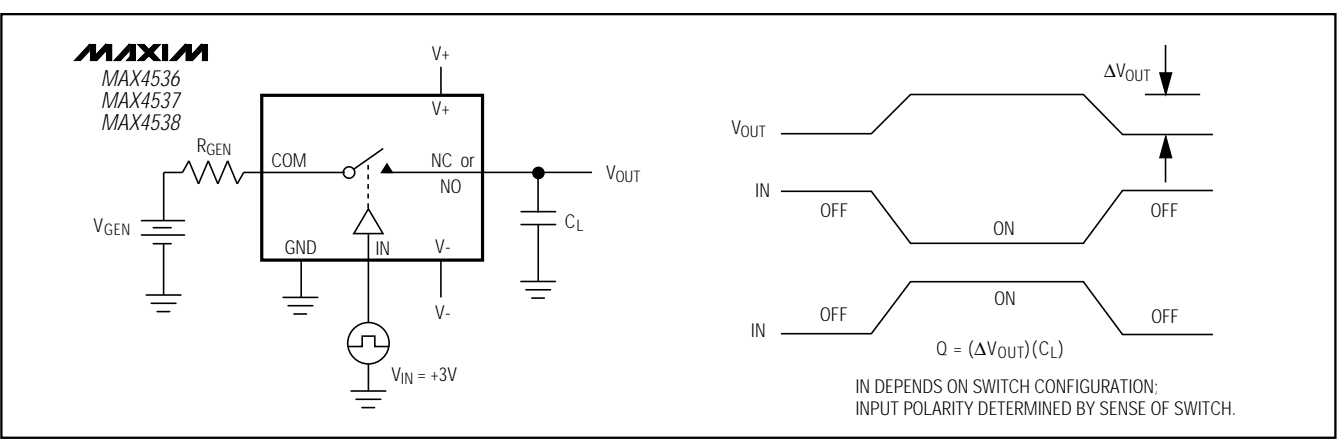 MAXIM
MAX4536
MAX4537
MAX4538
V+
V+
RGEN
COM
NC or
NO
VOUT
VGEN
CL
GND
IN
V-
V-
VIN = +3V
ΔVOUT
VOUT
IN
OFF
ON
OFF
IN
OFF
ON
OFF
Q = (ΔVOUT)(CL)
IN DEPENDS ON SWITCH CONFIGURATION;
INPUT POLARITY DETERMINED BY SENSE OF SWITCH.